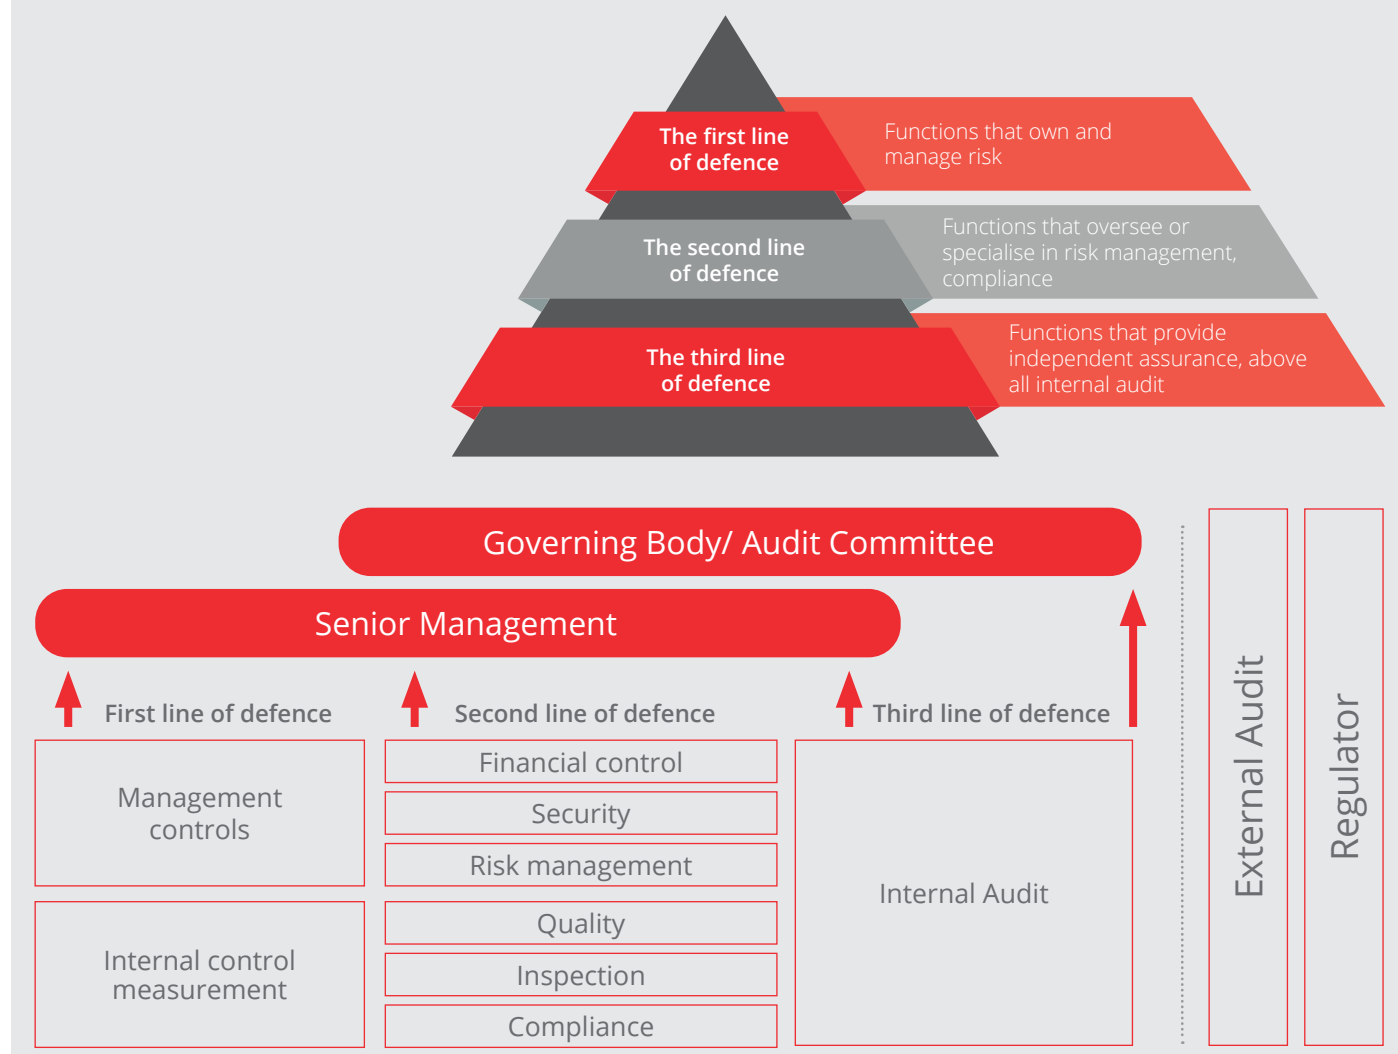 The first line
of defence
Functions that own and
manage risk
The second line
of defence
Functions that oversee or
specialise in risk management,
compliance
The third line
of defence
Functions that provide
independent assurance, above
all internal audit
Governing Body/ Audit Committee
Senior Management
First line of defence
Second line of defence
Third line of defence
Management
controls
Internal control
measurement
Financial control
Security
Risk management
Quality
Inspection
Compliance
Internal Audit
External Audit
Regulator